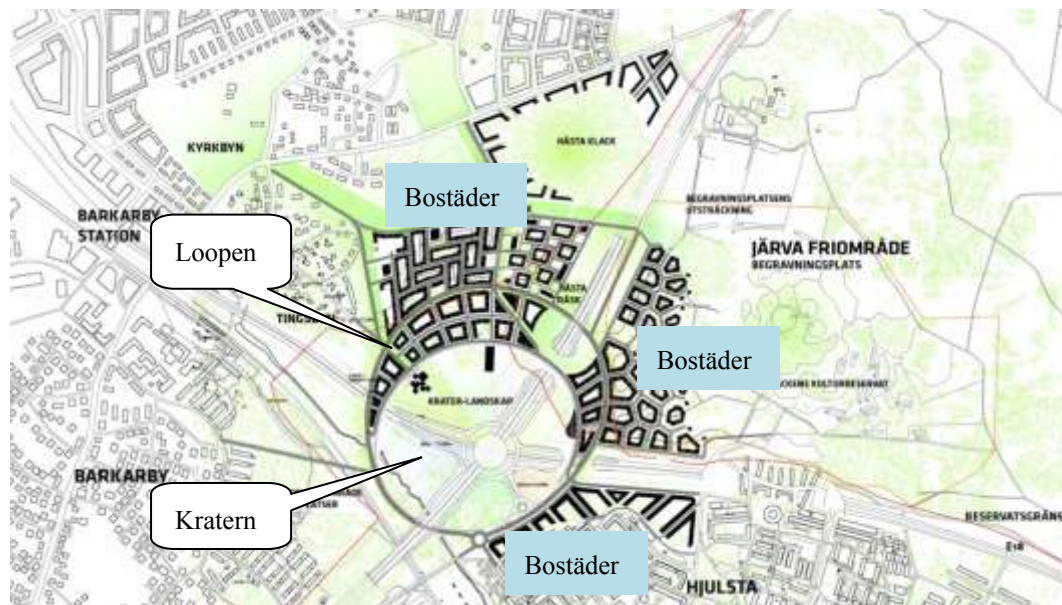 KYRKBYN
HÄSTA KLACK
Bostäder
BEGRAVNINGSPLATSENS
UTSTRÄCKNING
BARKARBY
STATION
Loopen
JÄRVA FRIOMRÅDE
BEGRAVNINGSPLATS
HÄSTA
Bostäder
KRATER-LANDSKAP
BARKARBY
Kratern
RESERVATSGRÄNS
E18
Bostäder
HJULSTA